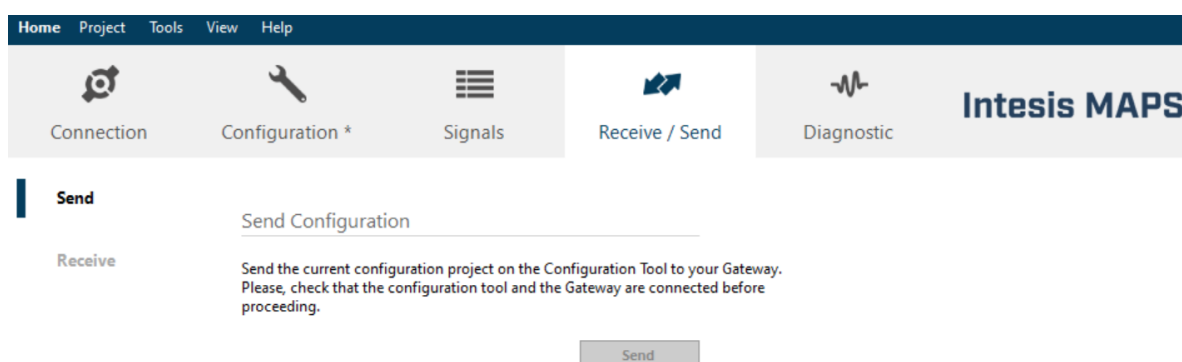 Home Project Tools View Help
Connection Configuration * Signals Receive / Send Diagnostic Intesis MAPS
Send
Send Configuration
Receive
Send the current configuration project on the Configuration Tool to your Gateway.
Please, check that the configuration tool and the Gateway are connected before
proceeding.
Send